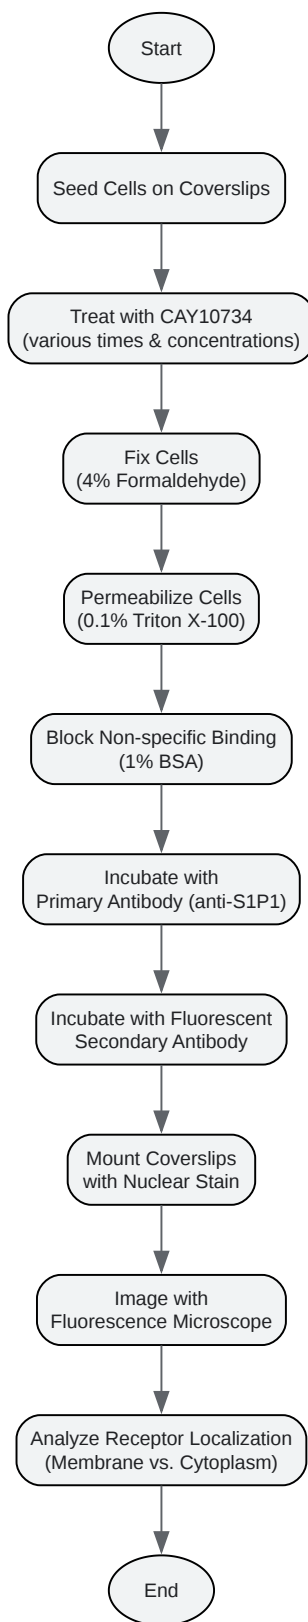 Start
Seed Cells on Coverslips
Treat with CAY10734
(various times & concentrations)
Fix Cells
(4% Formaldehyde)
Permeabilize Cells
(0.1% Triton X-100)
Block Non-specific Binding
(1% BSA)
Incubate with
Primary Antibody (anti-S1P1)
Incubate with Fluorescent
Secondary Antibody
Mount Coverslips
with Nuclear Stain
Image with
Fluorescence Microscope
Analyze Receptor Localization
(Membrane vs. Cytoplasm)
End